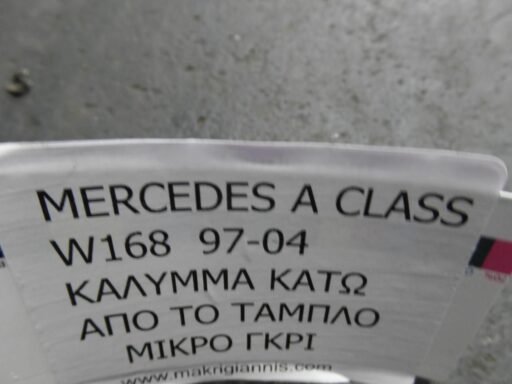 MERCEDES A CLASS
W168 97-04
ΚΑΛΥΜΜΑ ΚΑΤΩ
ΑΠΟ ΤΟ ΤΑΜΠΛΟ
ΜΙΚΡΟ ΓΚΡΙ
www.makrigiannis.com